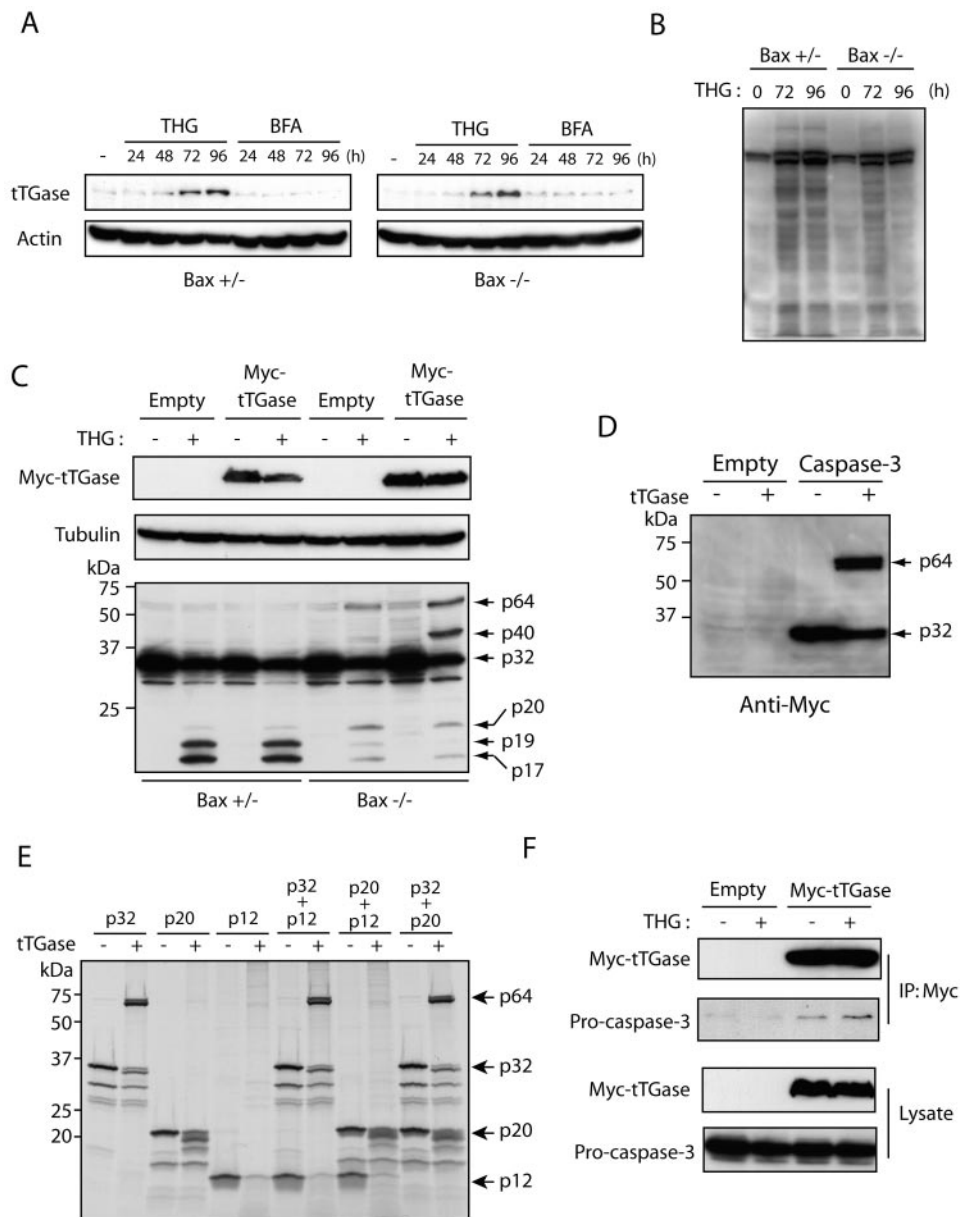 A
THG BFA
- 24 48 72 96 24 48 72 96 (h)
tTGase
Actin
Bax +/-
THG BFA
- 24 48 72 96 24 48 72 96 (h)
Bax -/-
B
Bax +/- Bax -/-
THG : 0 72 96 0 72 96 (h)
C
Myc- Myc-
Empty tTGase Empty tTGase
THG : - + - + - + - +
Myc-tTGase
Tubulin
kDa
75
50
37
25
p64
p40
p32
p20
p19
p17
Bax +/- Bax -/-
D
Empty Caspase-3
tTGase - + - +
kDa
75
50
37
p64
p32
Anti-Myc
E
p32 p20 p32
+ + +
p32 p20 p12 p12 p12 p20
tTGase - + - + - + - + - + - +
kDa
75
50
37
25
20
p64
p32
p20
p12
F
Empty Myc-tTGase
THG : - + - +
Myc-tTGase
Pro-caspase-3
IP: Myc
Myc-tTGase
Pro-caspase-3
Lysate